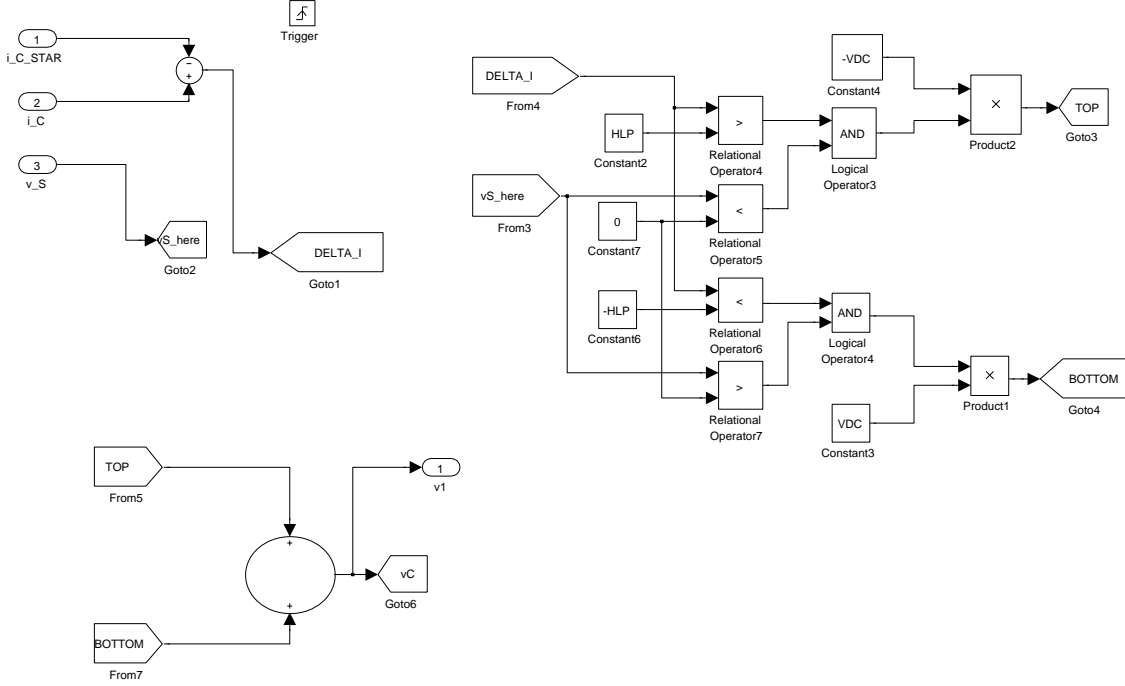 Trigger
1
i_C_STAR
−
+
2
i_C
3
v_S
vS_here
Goto2
DELTA_I
Goto1
DELTA_I
From4
HLP
Constant2
>
Relational
Operator4
-VDC
Constant4
AND
Logical
Operator3
×
Product2
TOP
Goto3
vS_here
From3
0
Constant7
<
Relational
Operator5
-HLP
Constant6
<
Relational
Operator6
AND
Logical
Operator4
>
Relational
Operator7
VDC
Constant3
×
Product1
BOTTOM
Goto4
TOP
From5
1
v1
+
+
vC
Goto6
BOTTOM
From7